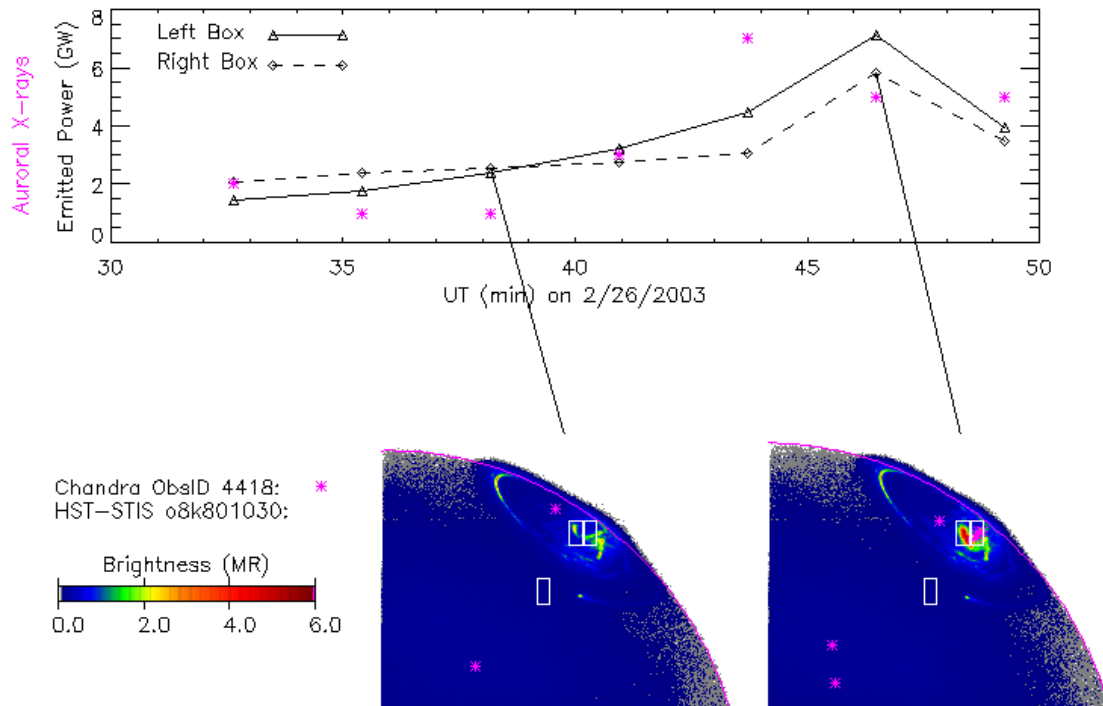 8
6
4
2
0
Auroral X-rays
Emitted Power (GW)
Left Box
Right Box
30 35 40 45 50
UT (min) on 2/26/2003
Chandra ObsID 4418:
HST-STIS o8k801030:
Brightness (MR)
0.0 2.0 4.0 6.0